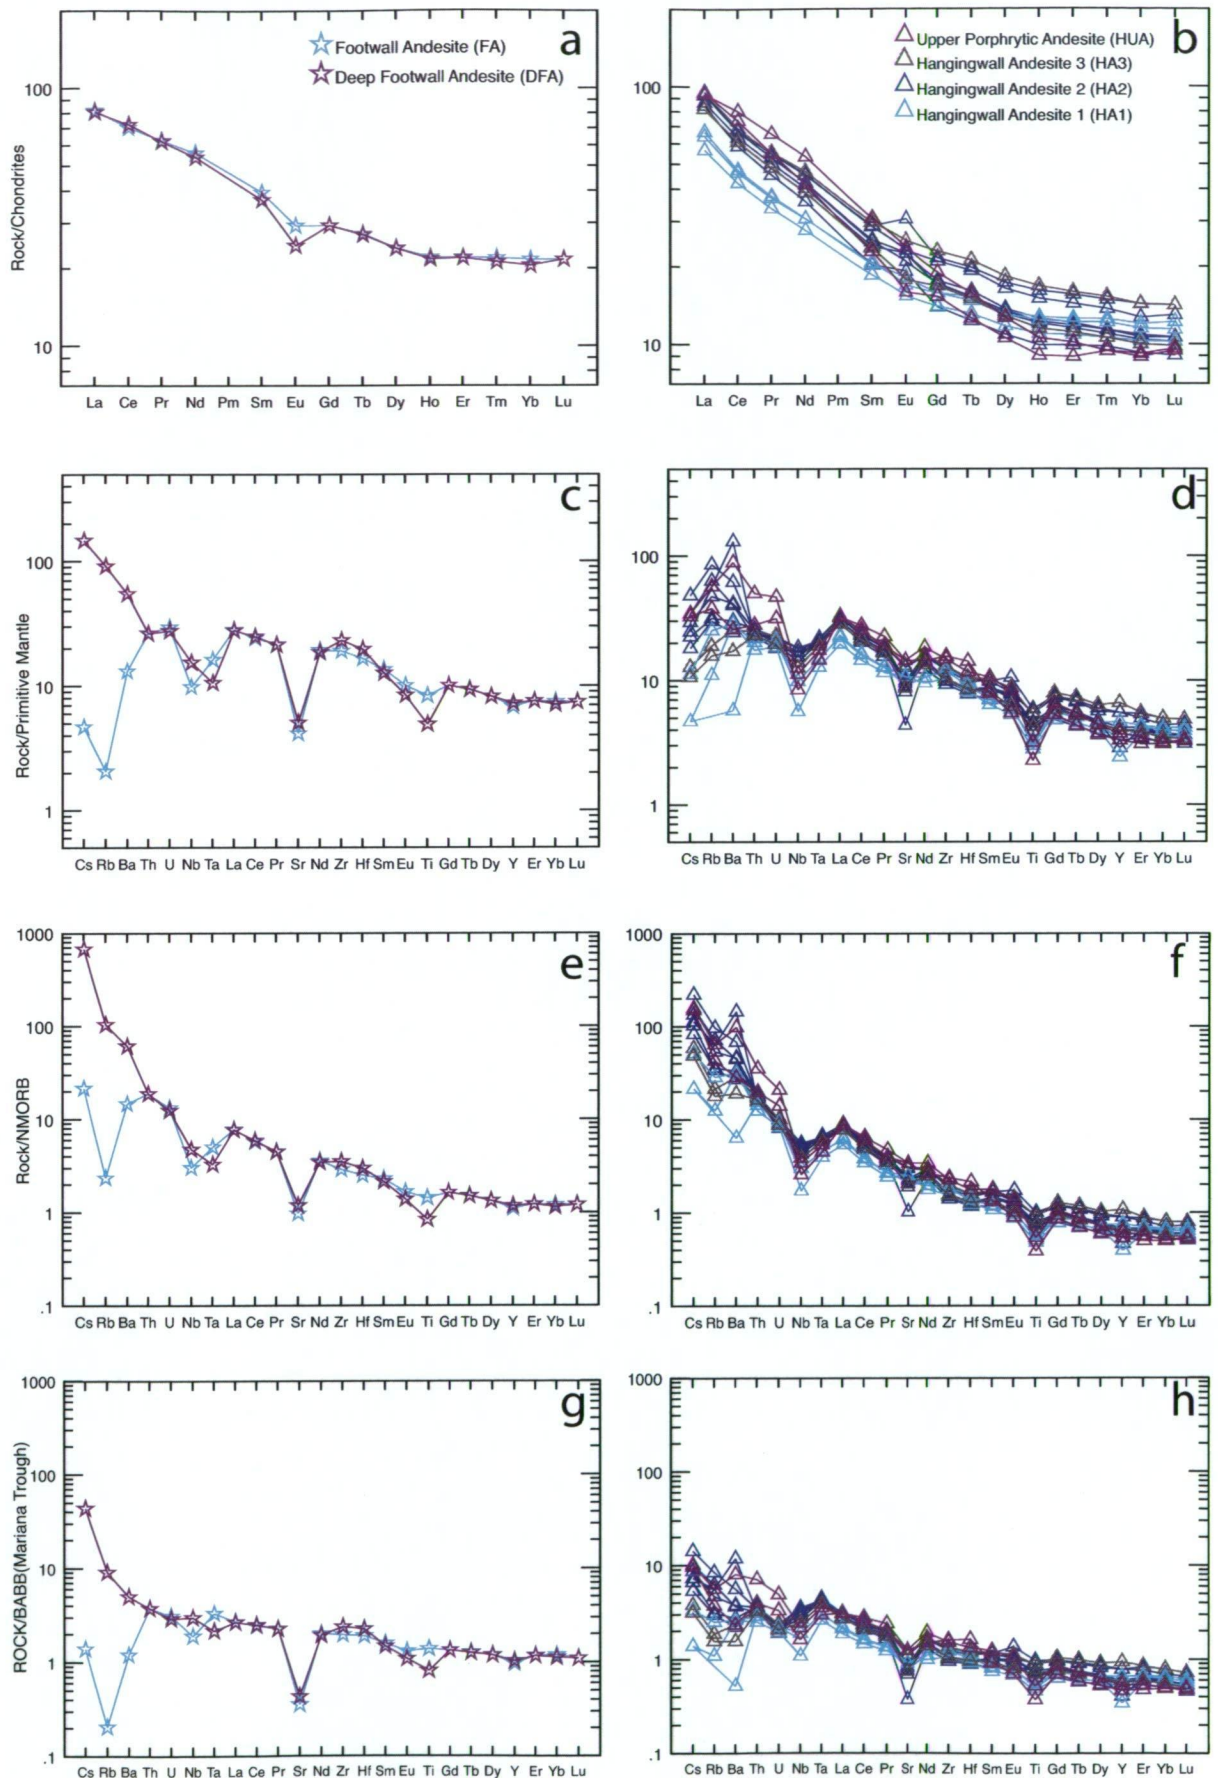 a
Footwall Andesite (FA)
Deep Footwall Andesite (DFA)
100
10
Rock/Chondrites
La Ce Pr Nd Pm Sm Eu Gd Tb Dy Ho Er Tm Yb Lu
b
Upper Porphrytic Andesite (HUA)
Hangingwall Andesite 3 (HA3)
Hangingwall Andesite 2 (HA2)
Hangingwall Andesite 1 (HA1)
100
10
La Ce Pr Nd Pm Sm Eu Gd Tb Dy Ho Er Tm Yb Lu
c
100
10
1
Rock/Primitive Mantle
Cs Rb Ba Th U Nb Ta La Ce Pr Sr Nd Zr Hf Sm Eu Ti Gd Tb Dy Y Er Yb Lu
d
100
10
1
Cs Rb Ba Th U Nb Ta La Ce Pr Sr Nd Zr Hf Sm Eu Ti Gd Tb Dy Y Er Yb Lu
e
1000
100
10
1
.1
Rock/NMORB
Cs Rb Ba Th U Nb Ta La Ce Pr Sr Nd Zr Hf Sm Eu Ti Gd Tb Dy Y Er Yb Lu
f
1000
100
10
1
.1
Cs Rb Ba Th U Nb Ta La Ce Pr Sr Nd Zr Hf Sm Eu Ti Gd Tb Dy Y Er Yb Lu
g
1000
100
10
1
.1
ROCK/BABB(Mariana Trough)
Cs Rb Ba Th U Nb Ta La Ce Pr Sr Nd Zr Hf Sm Eu Ti Gd Tb Dy Y Er Yb Lu
h
1000
100
10
1
.1
Cs Rb Ba Th U Nb Ta La Ce Pr Sr Nd Zr Hf Sm Eu Ti Gd Tb Dy Y Er Yb Lu